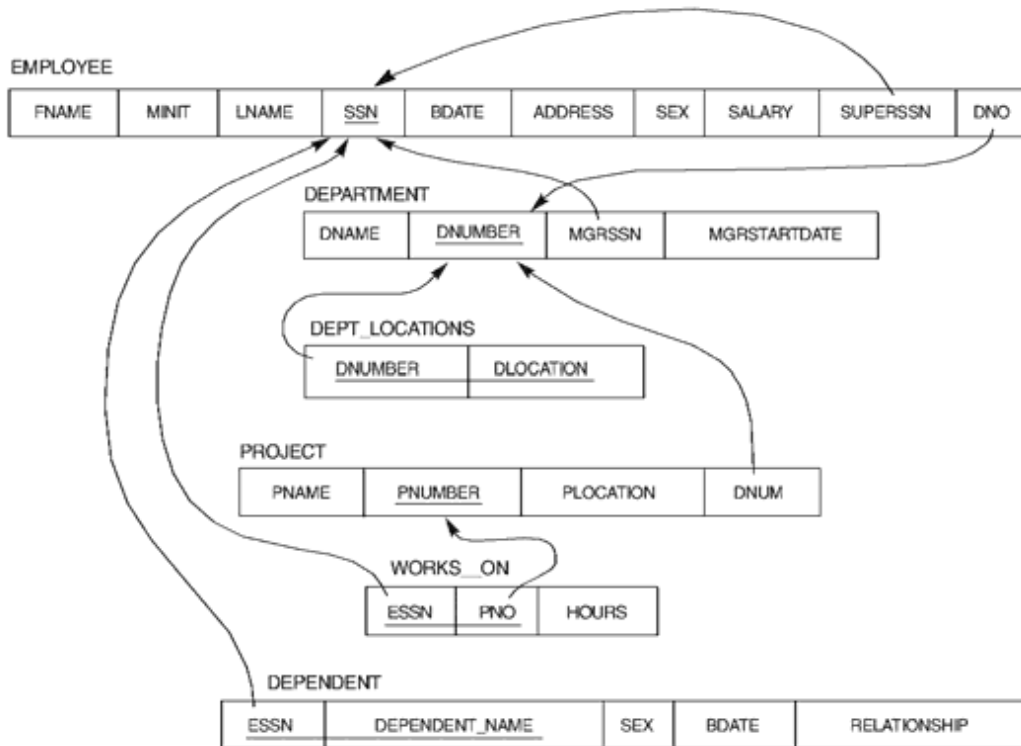 EMPLOYEE
FNAME MINIT LNAME SSN BDATE ADDRESS SEX SALARY SUPERSSN DNO
DEPARTMENT
DNAME DNUMBER MGRSSN MGRSTARTDATE
DEPT_LOCATIONS
DNUMBER DLOCATION
PROJECT
PNAME PNUMBER PLOCATION DNUM
WORKS_ON
ESSN PNO HOURS
DEPENDENT
ESSN DEPENDENT_NAME SEX BDATE RELATIONSHIP